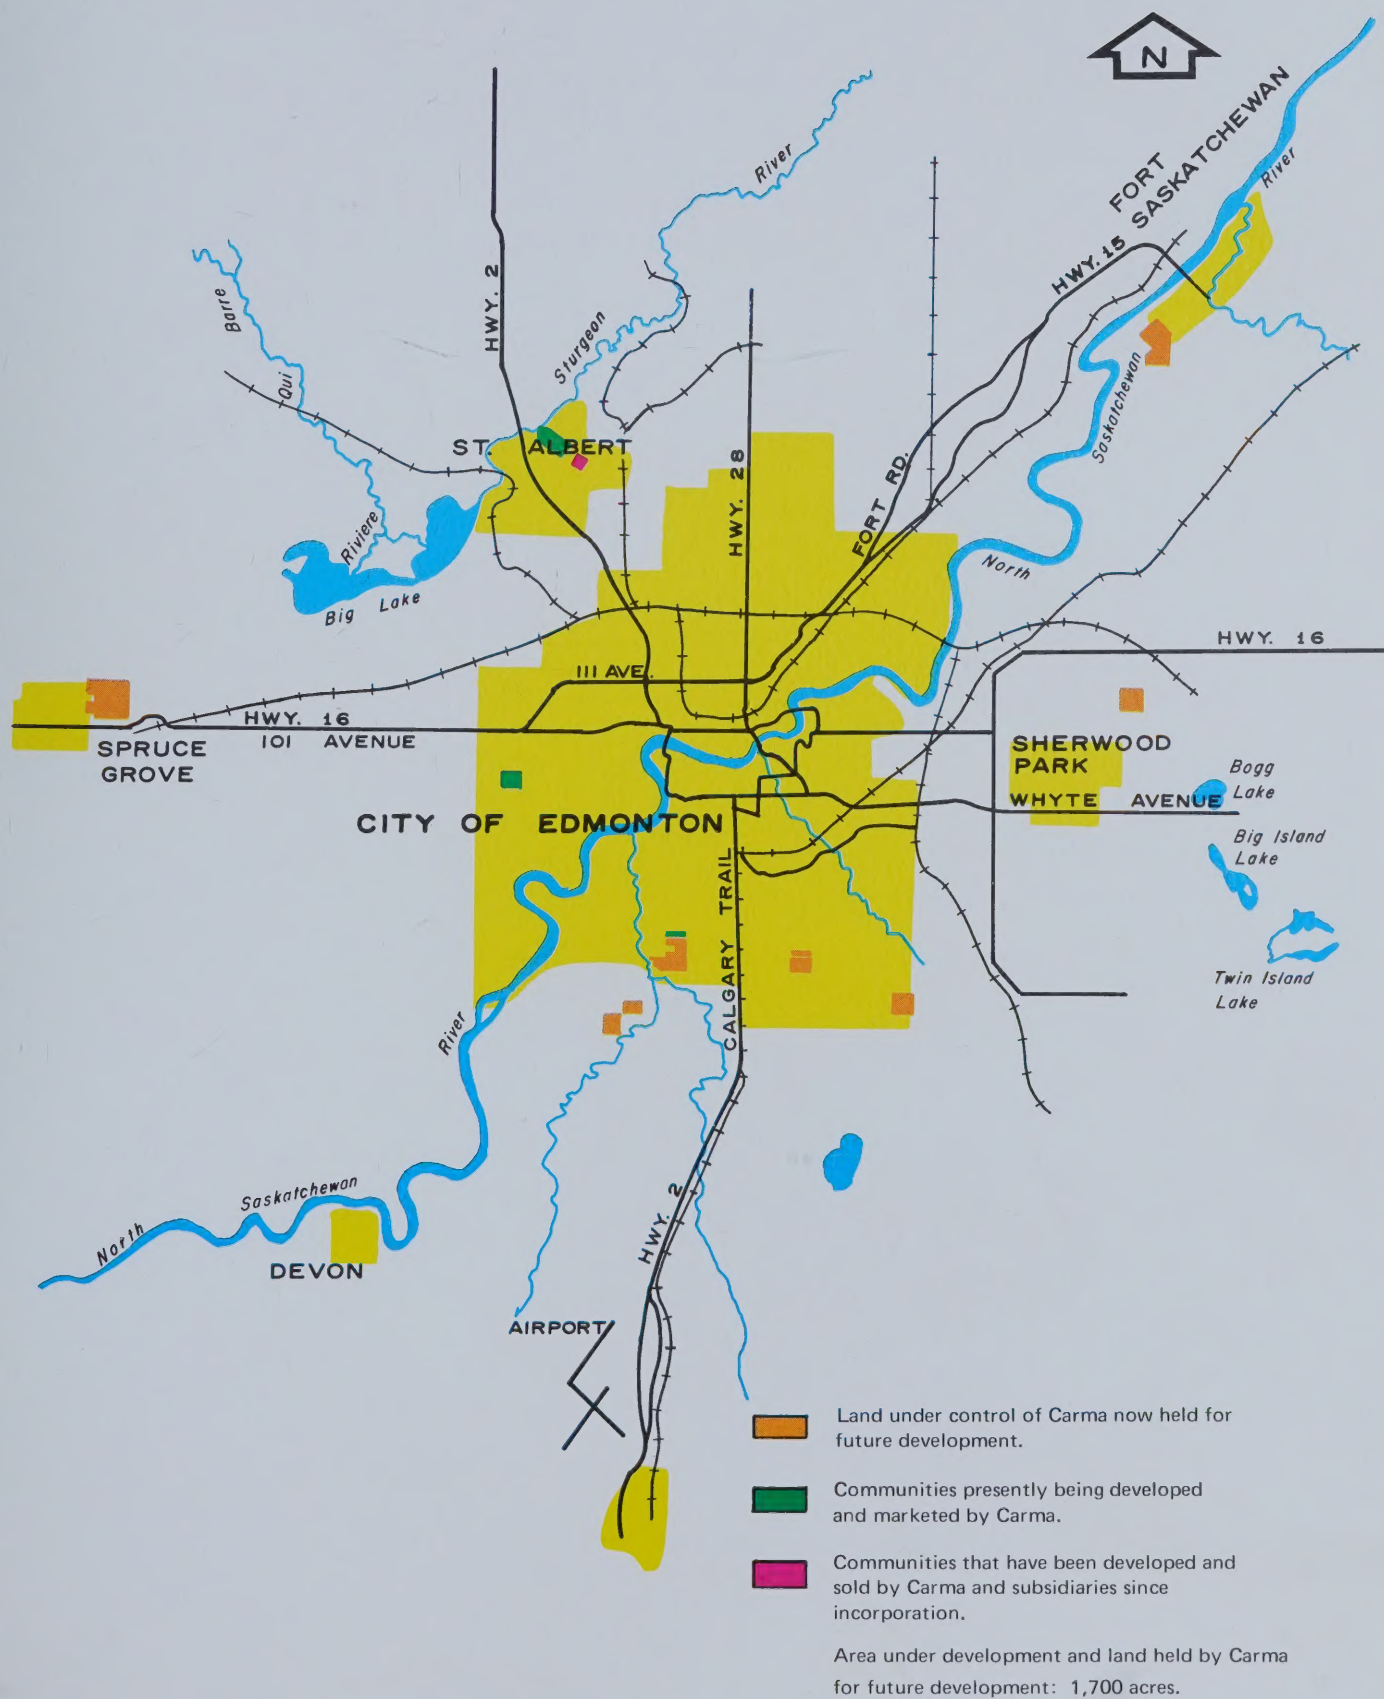 N
FORT
SASKATCHEWAN
River
River
HWY. 15
HWY. 2
Barre
Qui
Riviere
Sturgeon
Saskatchewan
ST. ALBERT
HWY. 28
FORT RD.
North
Big Lake
HWY. 16
111 AVE.
HWY. 16
101 AVENUE
SPRUCE
GROVE
SHERWOOD
PARK
Bogg
Lake
WHYTE AVENUE
CITY OF EDMONTON
Big Island
Lake
CALGARY TRAIL
Twin Island
Lake
River
Saskatchewan
North
HWY. 2
DEVON
AIRPORT
Land under control of Carma now held for
future development.
Communities presently being developed
and marketed by Carma.
Communities that have been developed and
sold by Carma and subsidiaries since
incorporation.
Area under development and land held by Carma
for future development: 1,700 acres.